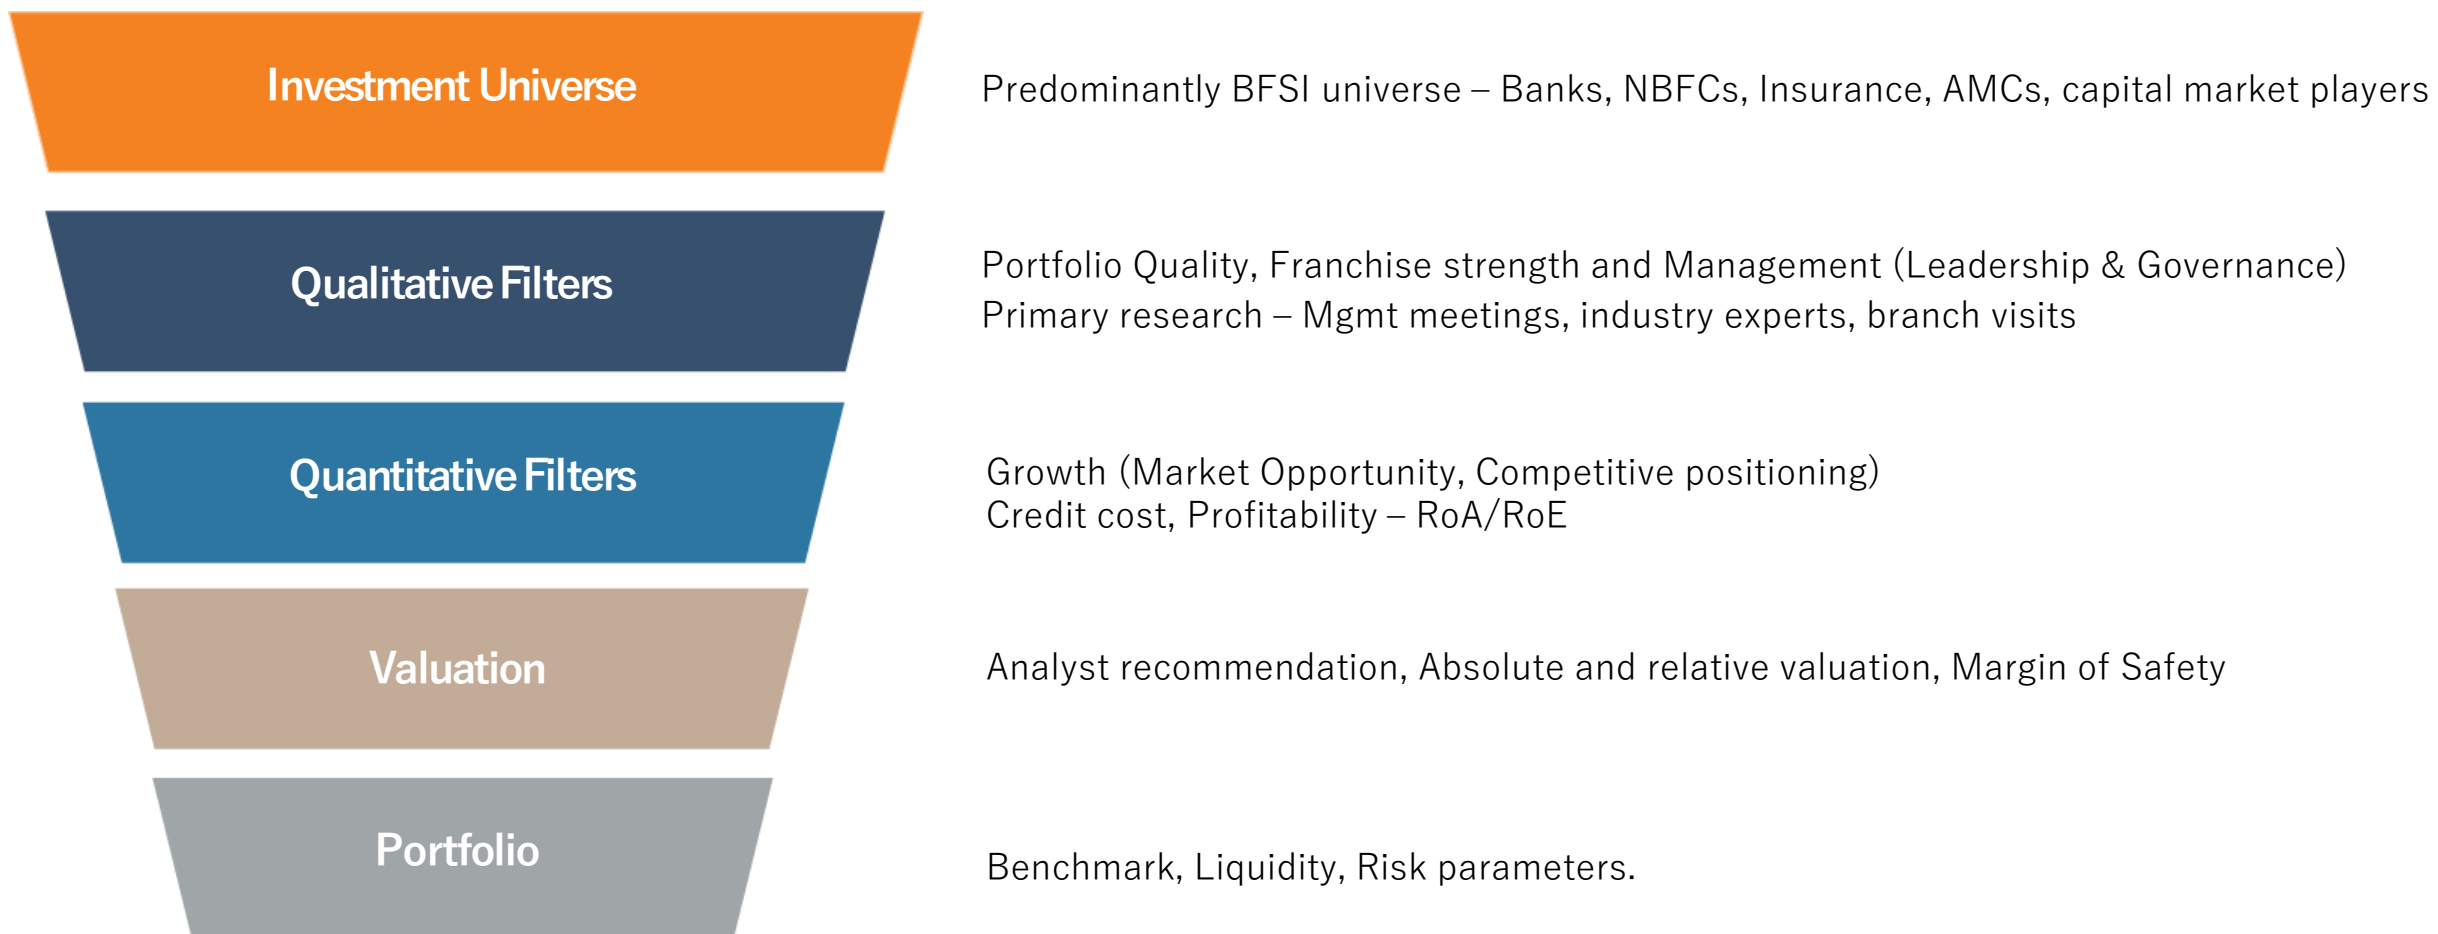 Investment Universe
Predominantly BFSI universe – Banks, NBFCs, Insurance, AMCs, capital market players
Qualitative Filters
Portfolio Quality, Franchise strength and Management (Leadership & Governance)
Primary research – Mgmt meetings, industry experts, branch visits
Quantitative Filters
Growth (Market Opportunity, Competitive positioning)
Credit cost, Profitability – RoA/RoE
Valuation
Analyst recommendation, Absolute and relative valuation, Margin of Safety
Portfolio
Benchmark, Liquidity, Risk parameters.